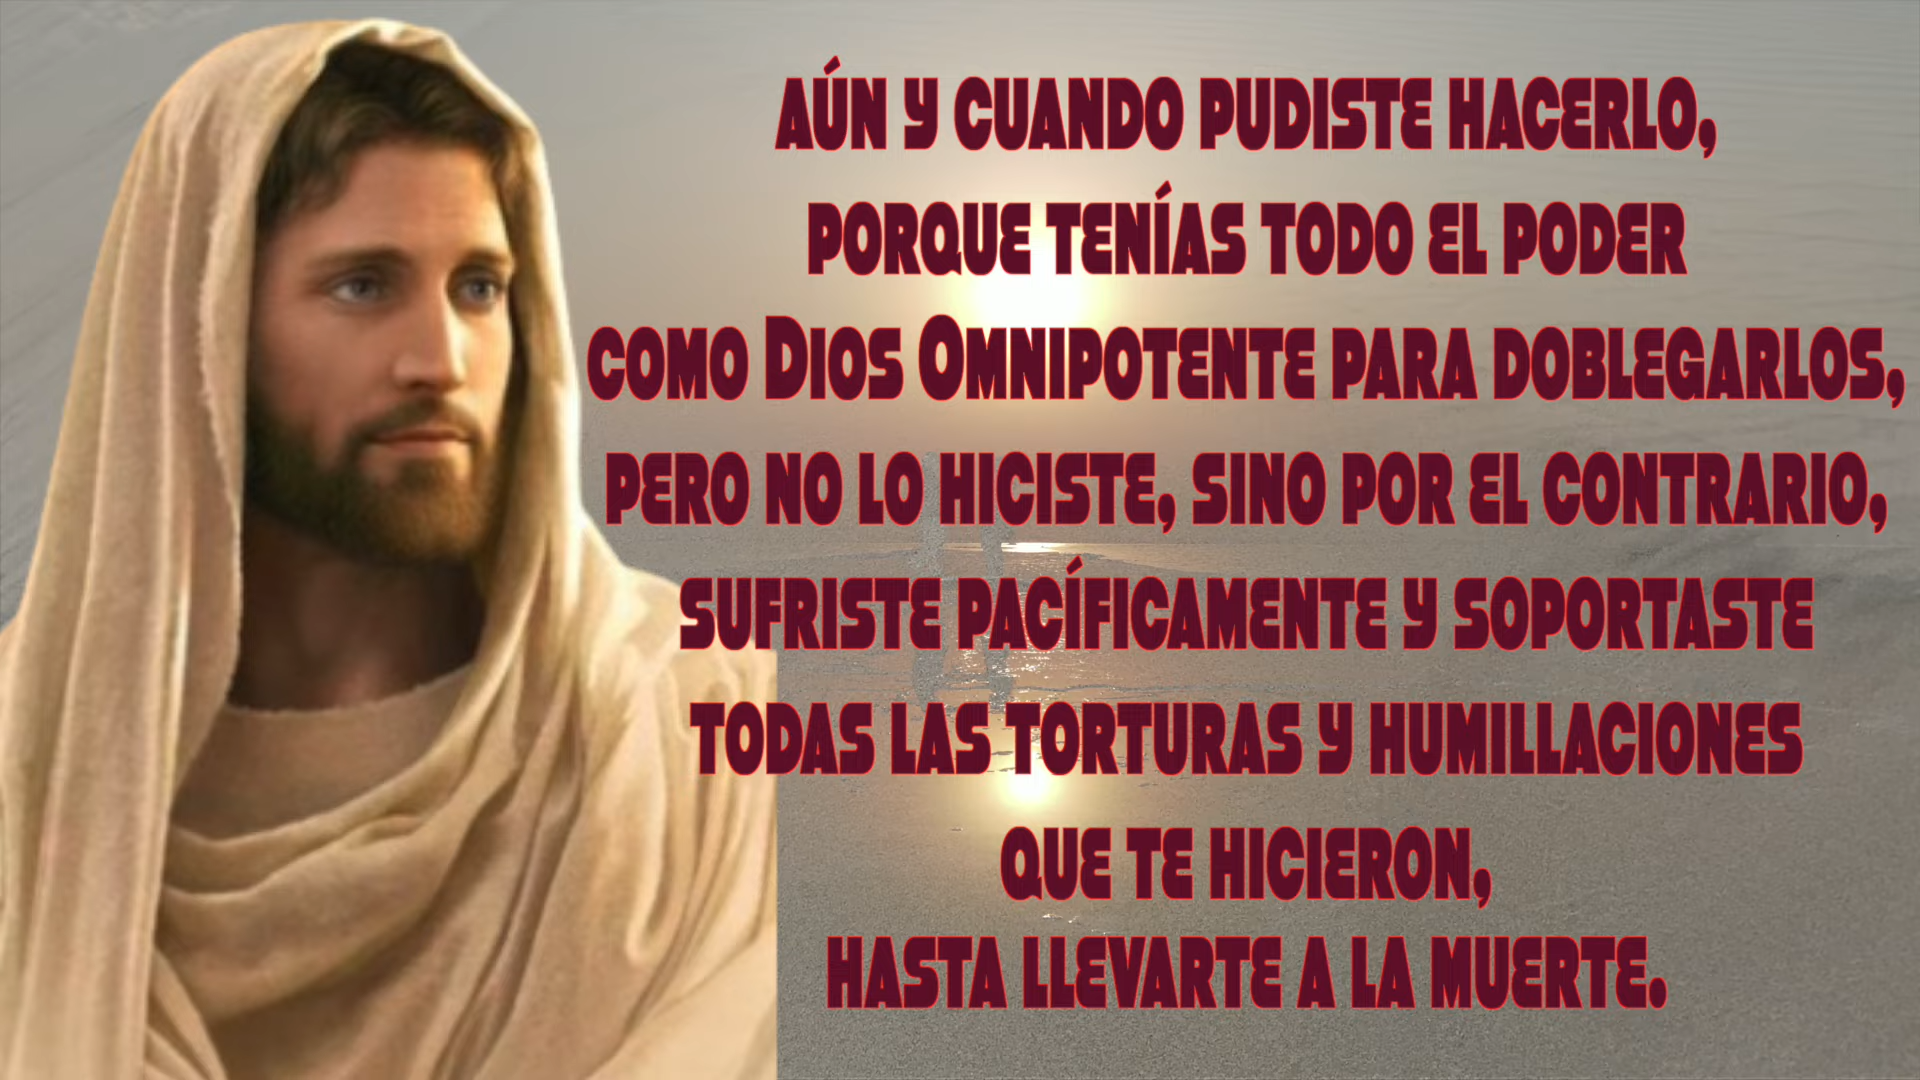 AÚN Y CUANDO PUDISTE HACERLO,
PORQUE TENÍAS TODO EL PODER
COMO DIOS OMNIPOTENTE PARA DOBLEGARLOS,
PERO NO LO HICISTE, SINO POR EL CONTRARIO,
SUFRISTE PACÍFICAMENTE Y SOPORTASTE
TODAS LAS TORTURAS Y HUMILLACIONES
QUE TE HICIERON,
HASTA LLEVARTE A LA MUERTE.